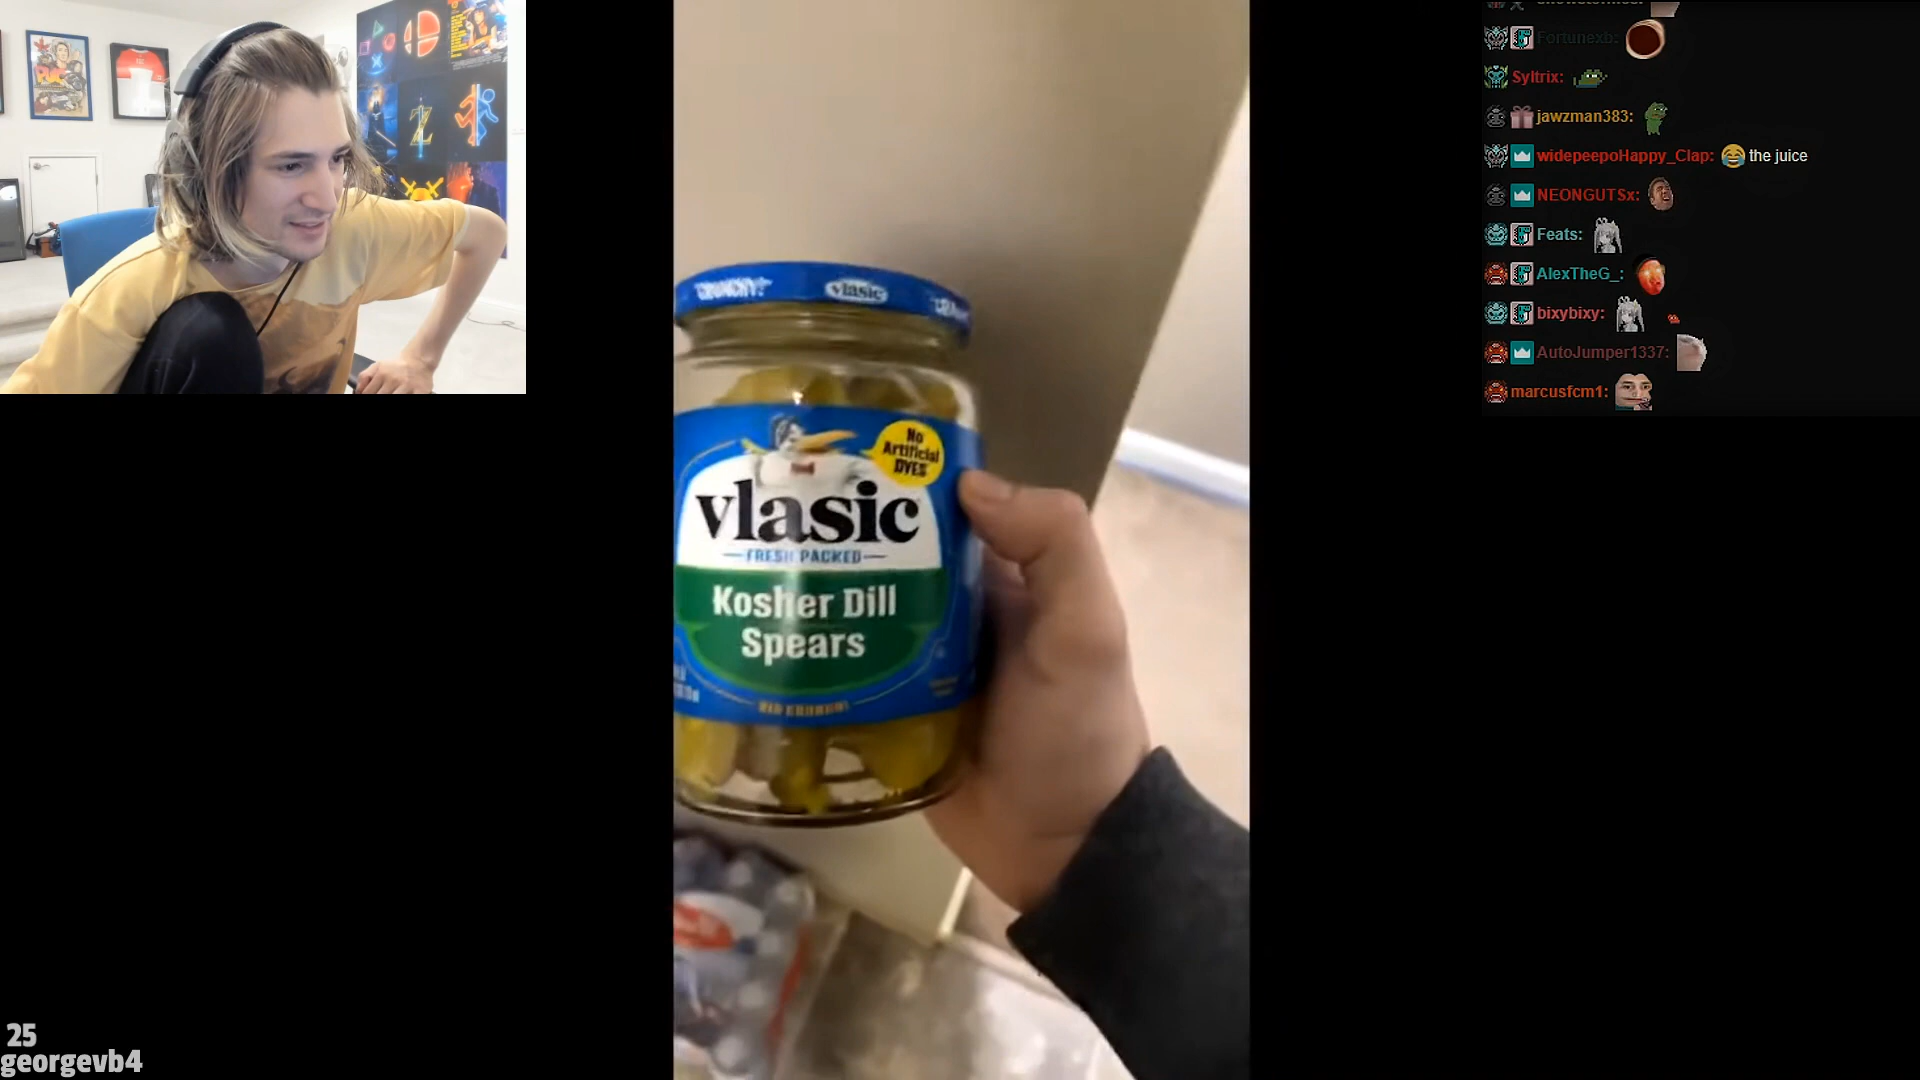 Fortunexb:
Syltrix:
jawzman383:
widepeepoHappy_Clap: 😂 the juice
NEONGUTSx:
Feats:
AlexTheG_:
bixybixy:
AutoJumper1337:
marcusfcm1:
CRUNCHY!
vlasic
No
Artificial
DYES
vlasic
FRESH PACKED
Kosher Dill
Spears
25
georgevb4